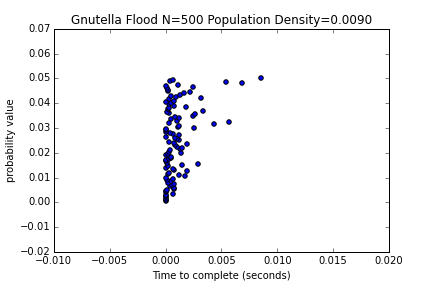 Gnutella Flood N=500 Population Density=0.0090
0.07
0.06
0.05
0.04
0.03
0.02
0.01
0.00
−0.01
−0.02
probability value
−0.010 −0.005 0.000 0.005 0.010 0.015 0.020
Time to complete (seconds)